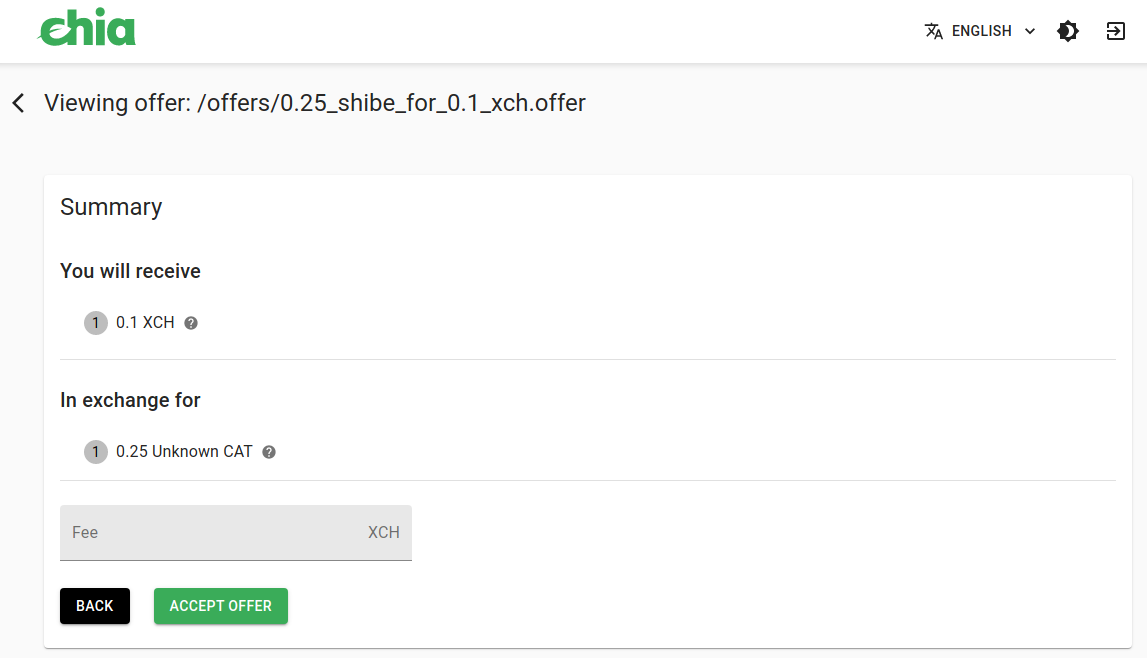 chia
ENGLISH
Viewing offer: /offers/0.25_shibe_for_0.1_xch.offer
Summary
You will receive
1 0.1 XCH ?
In exchange for
1 0.25 Unknown CAT ?
Fee XCH
BACK ACCEPT OFFER